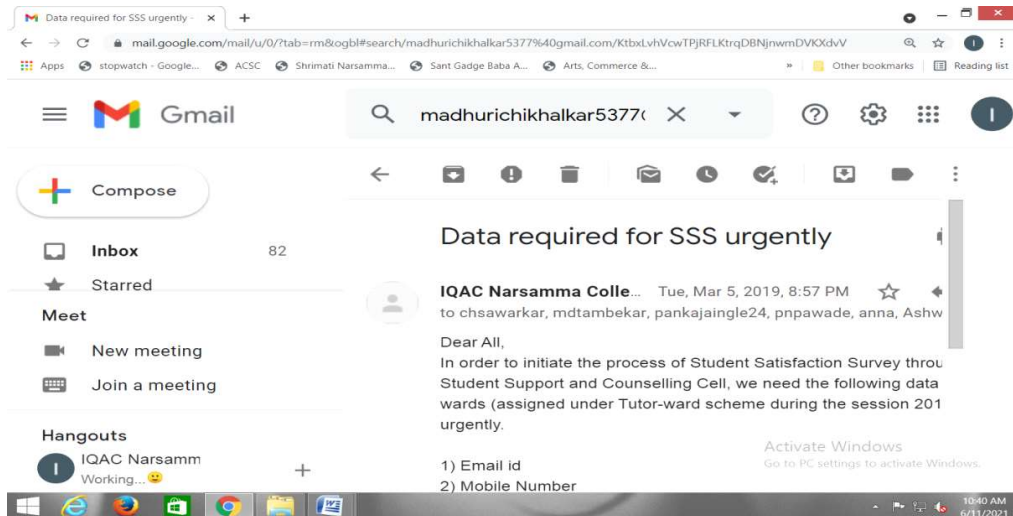 Data required for SSS urgently -
mail.google.com/mail/u/0/?tab=rm&ogbl#search/madhurichikhalkar5377%40gmail.com/KtbxLvhVcwTPjRFLKtrqDBNjnwmDVKXdvV
Apps stopwatch - Google... ACSC Shrimati Narsamma... Sant Gadge Baba A... Arts, Commerce &... » Other bookmarks Reading list
Gmail
madhurichikhalkar5377
Compose
Data required for SSS urgently
Inbox 82
Starred
IQAC Narsamma Colle... Tue, Mar 5, 2019, 8:57 PM
to chsawarkar, mdtambekar, pankajaingle24, pnpawade, anna, Ashw
Meet
New meeting
Join a meeting
Dear All,
In order to initiate the process of Student Satisfaction Survey throu
Student Support and Counselling Cell, we need the following data
wards (assigned under Tutor-ward scheme during the session 201
urgently.
Hangouts
I IQAC Narsamm
Working...
1) Email id
2) Mobile Number
Activate Windows
Go to PC settings to activate Windows.
10:40 AM
6/11/2021